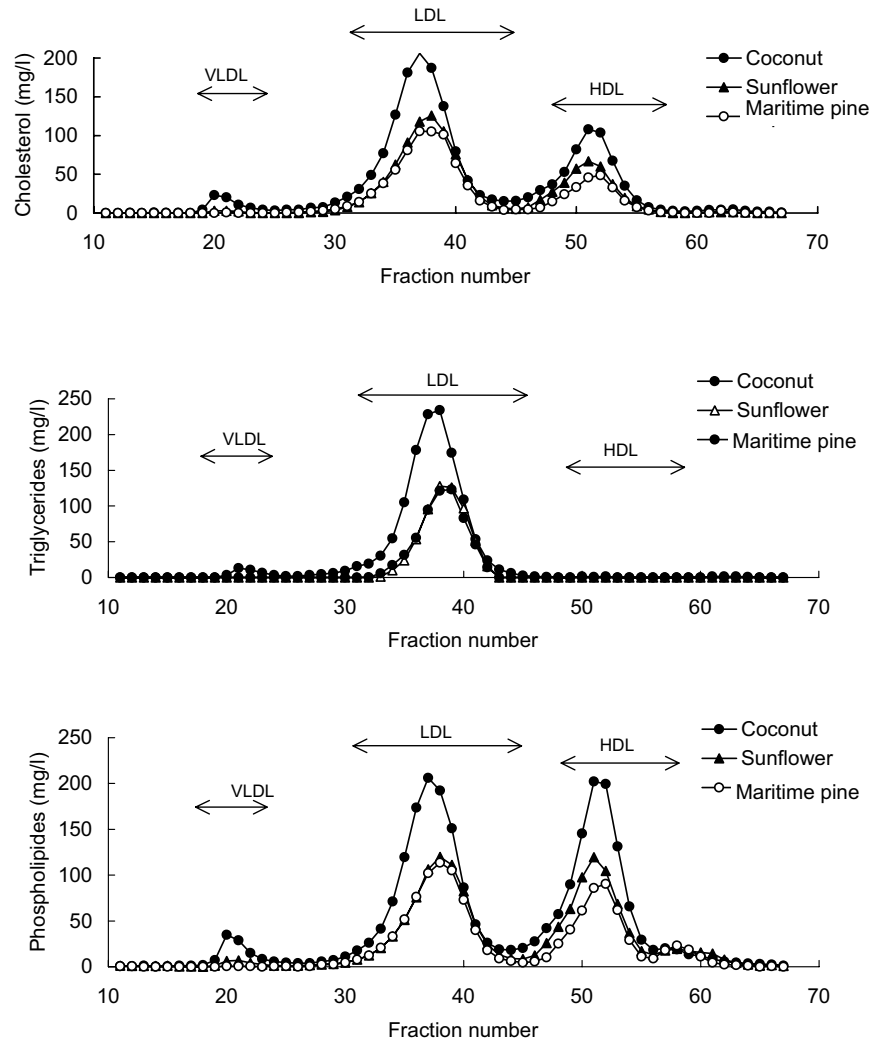 LDL
Cholesterol (mg/l)
200
150
100
50
0
VLDL
HDL
Coconut
Sunflower
Maritime pine
10 20 30 40 50 60 70
Fraction number
LDL
Triglycerides (mg/l)
250
200
150
100
50
0
VLDL
HDL
Coconut
Sunflower
Maritime pine
10 20 30 40 50 60 70
Fraction number
LDL
Phospholipides (mg/l)
250
200
150
100
50
0
VLDL
HDL
Coconut
Sunflower
Maritime pine
10 20 30 40 50 60 70
Fraction number